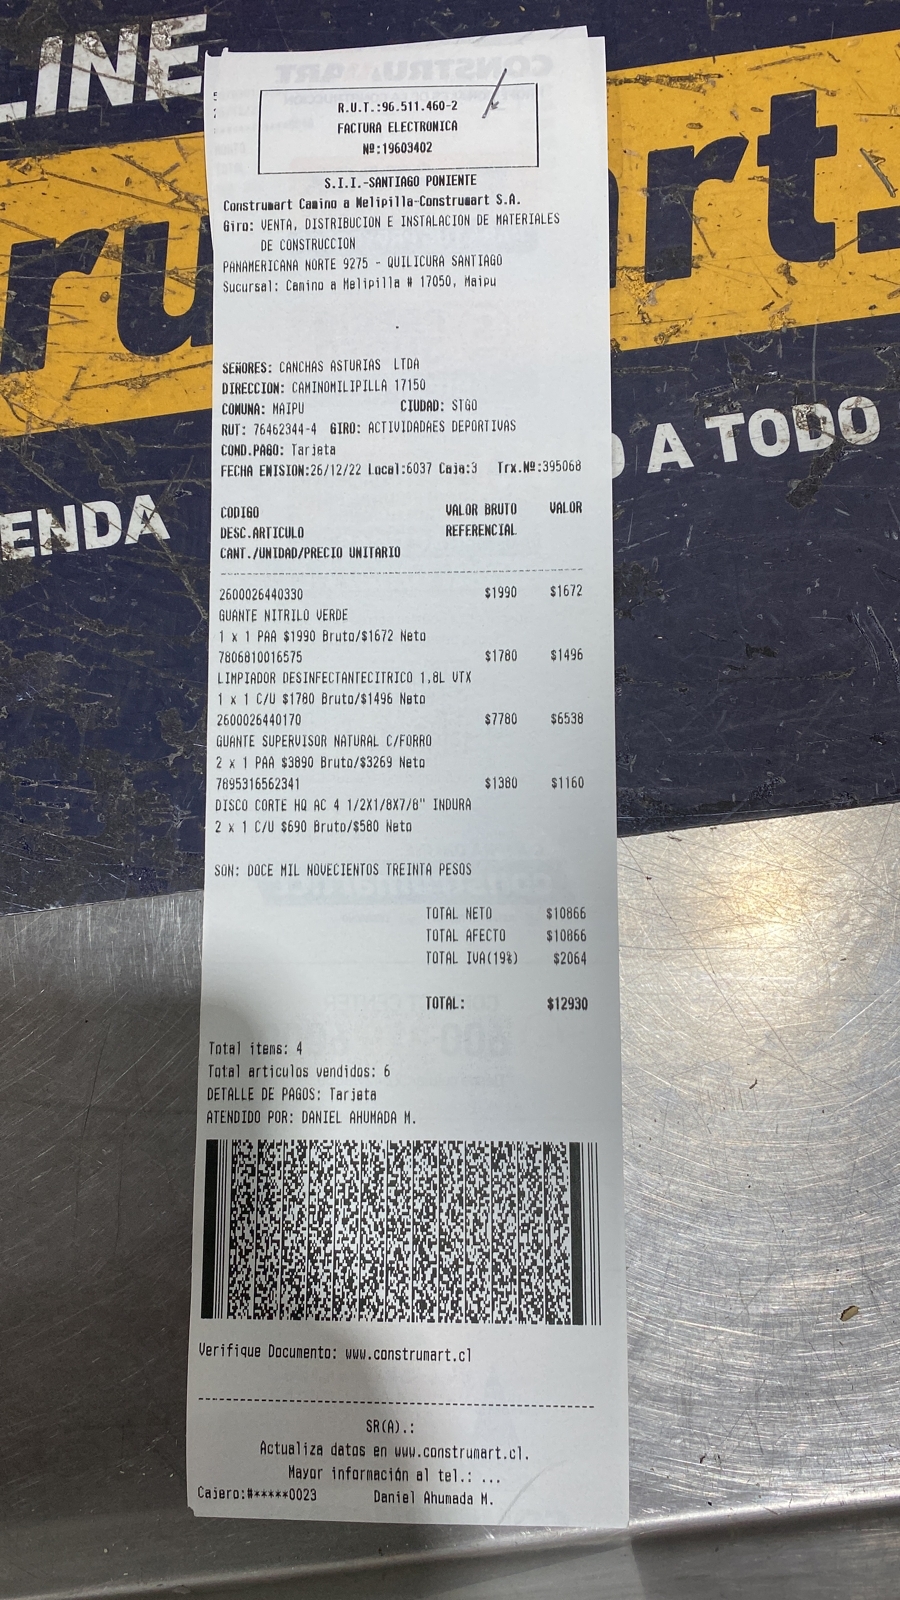 LINE
R.U.T.:96.511.460-2
FACTURA ELECTRONICA
Nº:19603402
S.I.I.-SANTIAGO PONIENTE
Construmart Camino a Melipilla-Construmart S.A.
Giro: VENTA, DISTRIBUCION E INSTALACION DE MATERIALES
DE CONSTRUCCION
PANAMERICANA NORTE 9275 - QUILICURA SANTIAGO
Sucursal: Camino a Melipilla # 17050, Maipu
ru
art.
SEÑORES: CANCHAS ASTURIAS LTDA
DIRECCION: CAMINOMILIPILLA 17150
COMUNA: MAIPU CIUDAD: STGO
RUT: 76462344-4 GIRO: ACTIVIDADAES DEPORTIVAS
COND.PAGO: Tarjeta
FECHA EMISION:26/12/22 Local:6037 Caja:3 Trx.Nº:395068
O A TODO
ENDA
CODIGO VALOR BRUTO VALOR
DESC.ARTICULO REFERENCIAL
CANT./UNIDAD/PRECIO UNITARIO
2600026440330 $1990 $1672
GUANTE NITRILO VERDE
1 x 1 PAA $1990 Bruto/$1672 Neto
7806810016575 $1780 $1496
LIMPIADOR DESINFECTANTECITRICO 1,8L VTX
1 x 1 C/U $1780 Bruto/$1496 Neto
2600026440170 $7780 $6538
GUANTE SUPERVISOR NATURAL C/FORRO
2 x 1 PAA $3890 Bruto/$3269 Neto
7895316562341 $1380 $1160
DISCO CORTE HQ AC 4 1/2X1/8X7/8" INDURA
2 x 1 C/U $690 Bruto/$580 Neto
SON: DOCE MIL NOVECIENTOS TREINTA PESOS
TOTAL NETO $10866
TOTAL AFECTO $10866
TOTAL IVA(19%) $2064
TOTAL: $12930
Total items: 4
Total articulos vendidos: 6
DETALLE DE PAGOS: Tarjeta
ATENDIDO POR: DANIEL AHUMADA M.
Verifique Documento: www.construmart.cl
SR(A).:
Actualiza datos en www.construmart.cl.
Mayor información al tel.: ...
Cajero:#*****0023 Daniel Ahumada M.